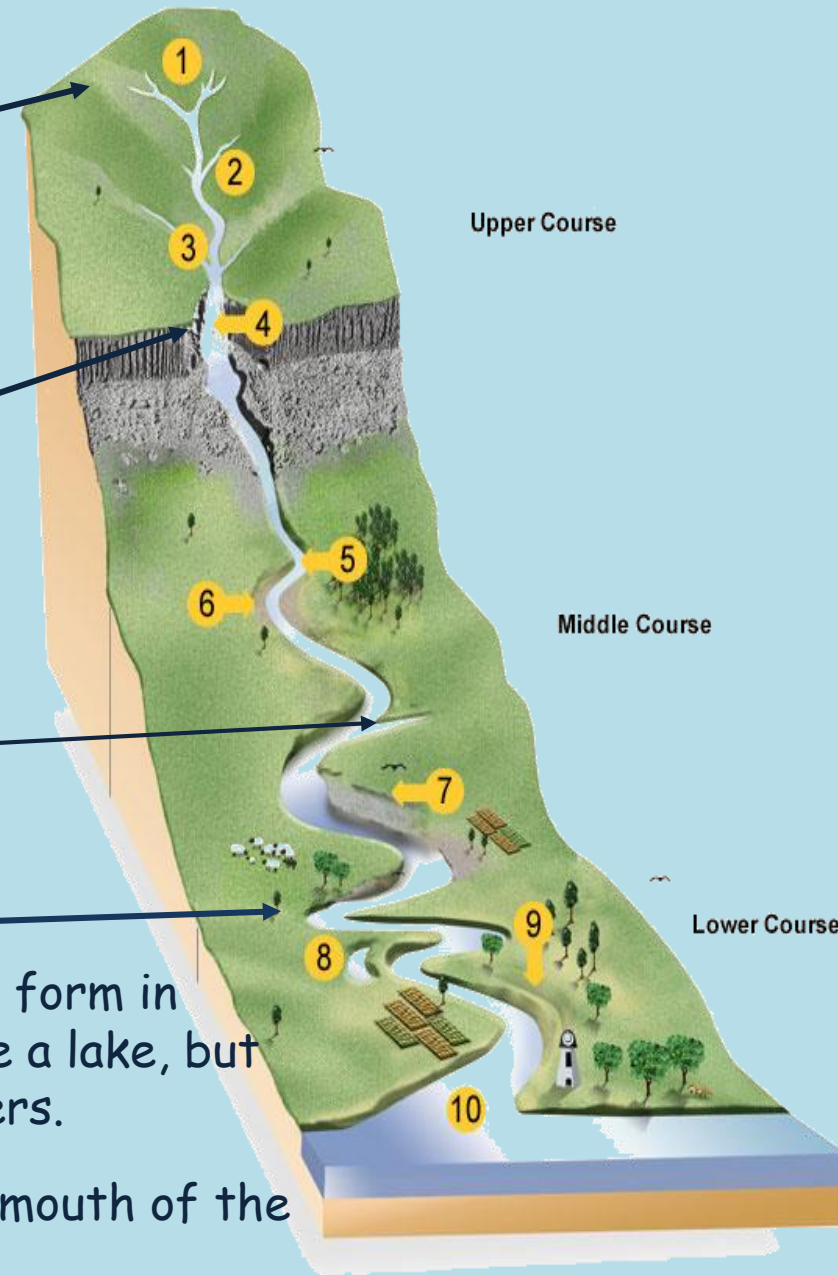 1
2
Upper Course
3
4
5
6
Middle Course
7
9
Lower Course
8
form in
e a lake, but
ers.
10
mouth of the